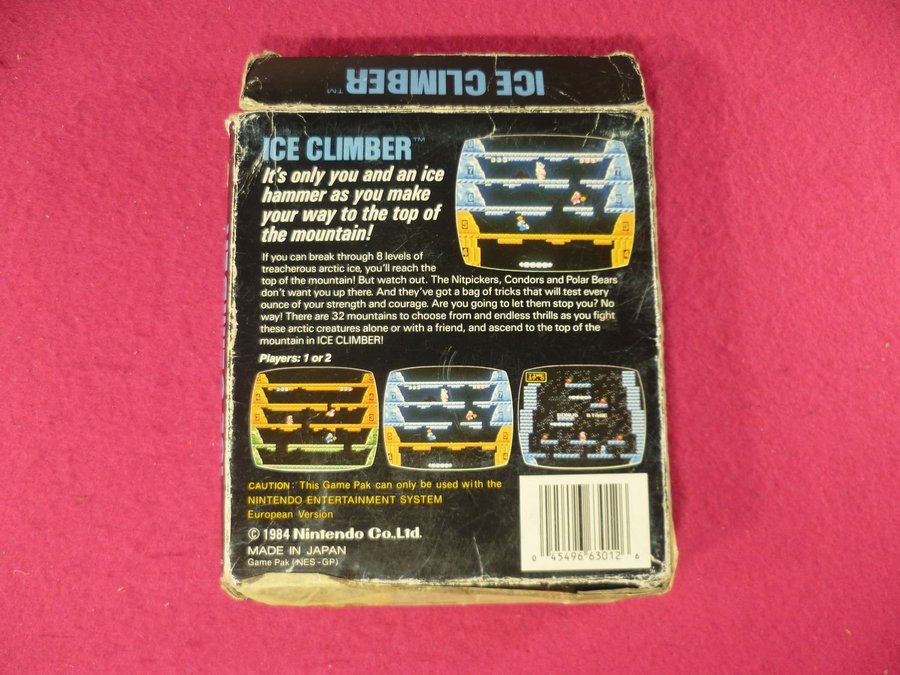 ICE CLIMBER™
ICE CLIMBER™
It's only you and an ice
hammer as you make
your way to the top of
the mountain!
If you can break through 8 levels of
treacherous arctic ice, you'll reach the
top of the mountain! But watch out. The Nitpickers, Condors and Polar Bears
don't want you up there. And they've got a bag of tricks that will test every
ounce of your strength and courage. Are you going to let them stop you? No
way! There are 32 mountains to choose from and endless thrills as you fight
these arctic creatures alone or with a friend, and ascend to the top of the
mountain in ICE CLIMBER!
Players: 1 or 2
CAUTION: This Game Pak can only be used with the
NINTENDO ENTERTAINMENT SYSTEM
European Version
© 1984 Nintendo Co.,Ltd.
MADE IN JAPAN
Game Pak (NES-GP)
0 45496 63012 6